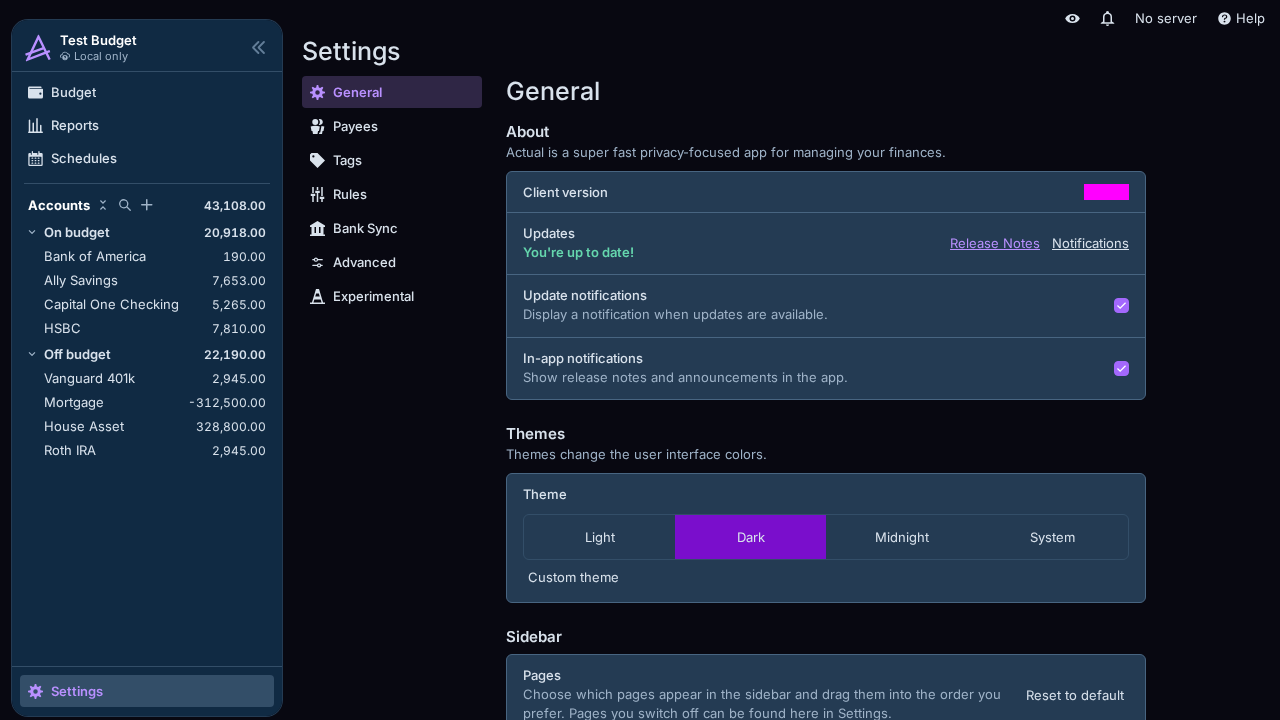 No server
Help
Test Budget
Local only
Budget
Reports
Schedules
Accounts 43,108.00
On budget 20,918.00
Bank of America 190.00
Ally Savings 7,653.00
Capital One Checking 5,265.00
HSBC 7,810.00
Off budget 22,190.00
Vanguard 401k 2,945.00
Mortgage -312,500.00
House Asset 328,800.00
Roth IRA 2,945.00
Settings
Settings
General
Payees
Tags
Rules
Bank Sync
Advanced
Experimental
General
About
Actual is a super fast privacy-focused app for managing your finances.
Client version
Updates
You're up to date!
Release Notes Notifications
Update notifications
Display a notification when updates are available.
In-app notifications
Show release notes and announcements in the app.
Themes
Themes change the user interface colors.
Theme
Light Dark Midnight System
Custom theme
Sidebar
Pages
Choose which pages appear in the sidebar and drag them into the order you
prefer. Pages you switch off can be found here in Settings.
Reset to default